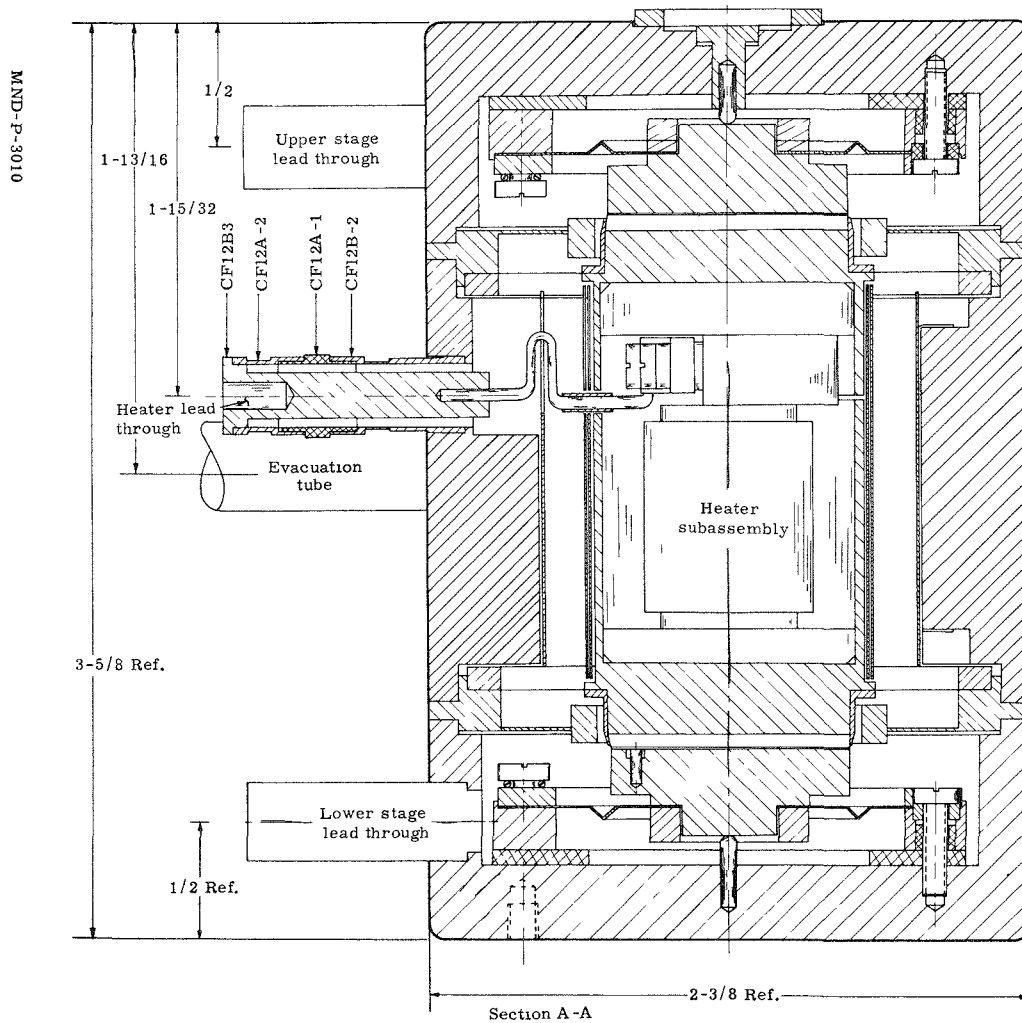 MND-P-3010
1/2
1-13/16
1-15/32
Upper stage
lead through
CF12B3
CF12A-2
CF12A-1
CF12B-2
Heater lead
through
Evacuation
tube
Heater
subassembly
3-5/8 Ref.
Lower stage
lead through
1/2 Ref.
2-3/8 Ref.
Section A-A